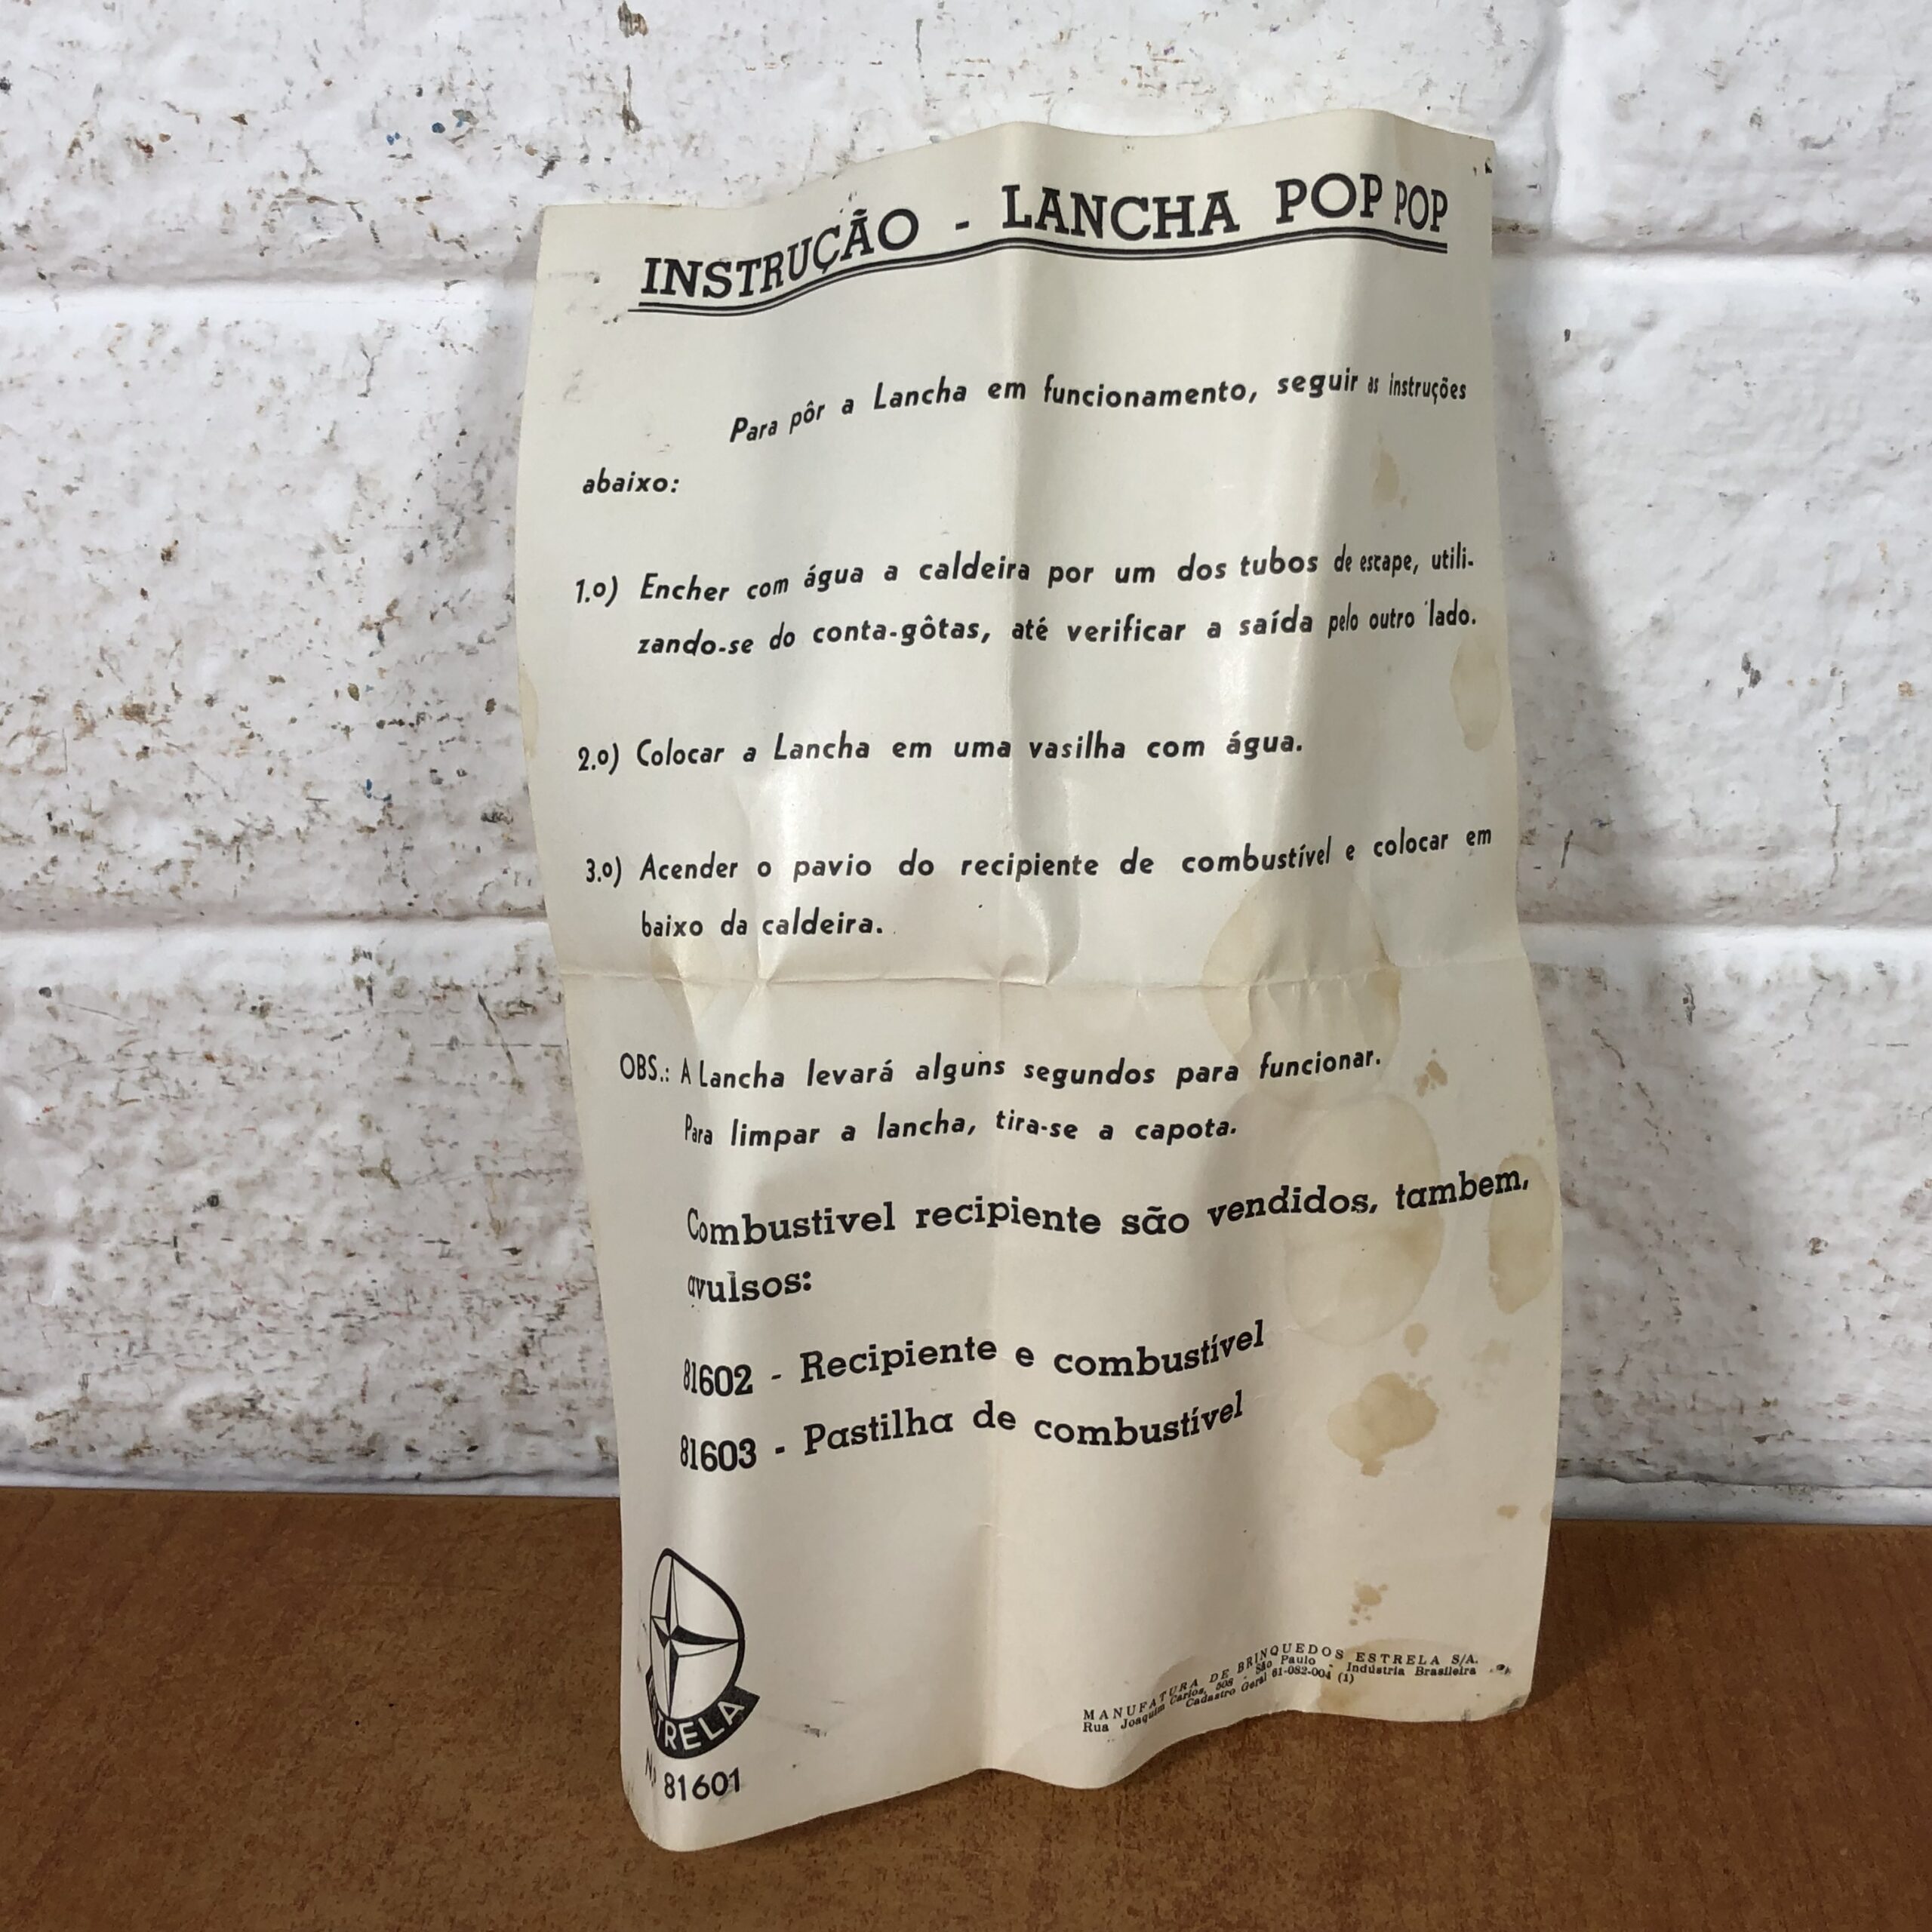 INSTRUÇÃO - LANCHA POP POP
Para pôr a Lancha em funcionamento, seguir as instruções
abaixo:
1.o) Encher com água a caldeira por um dos tubos de escape, utili-
zando-se do conta-gôtas, até verificar a saída pelo outro lado.
2.o) Colocar a Lancha em uma vasilha com água.
3.o) Acender o pavio do recipiente de combustível e colocar em
baixo da caldeira.
OBS.: A Lancha levará alguns segundos para funcionar.
Para limpar a lancha, tira-se a capota.
Combustivel recipiente são vendidos, tambem,
avulsos:
81602 - Recipiente e combustível
81603 - Pastilha de combustível
ESTRELA
No 81601
MANUFATURA DE BRINQUEDOS ESTRELA S/A.
Rua Joaquim Carlos, 508 - São Paulo - Indústria Brasileira
Cadastro Geral 61-082-004 (1)